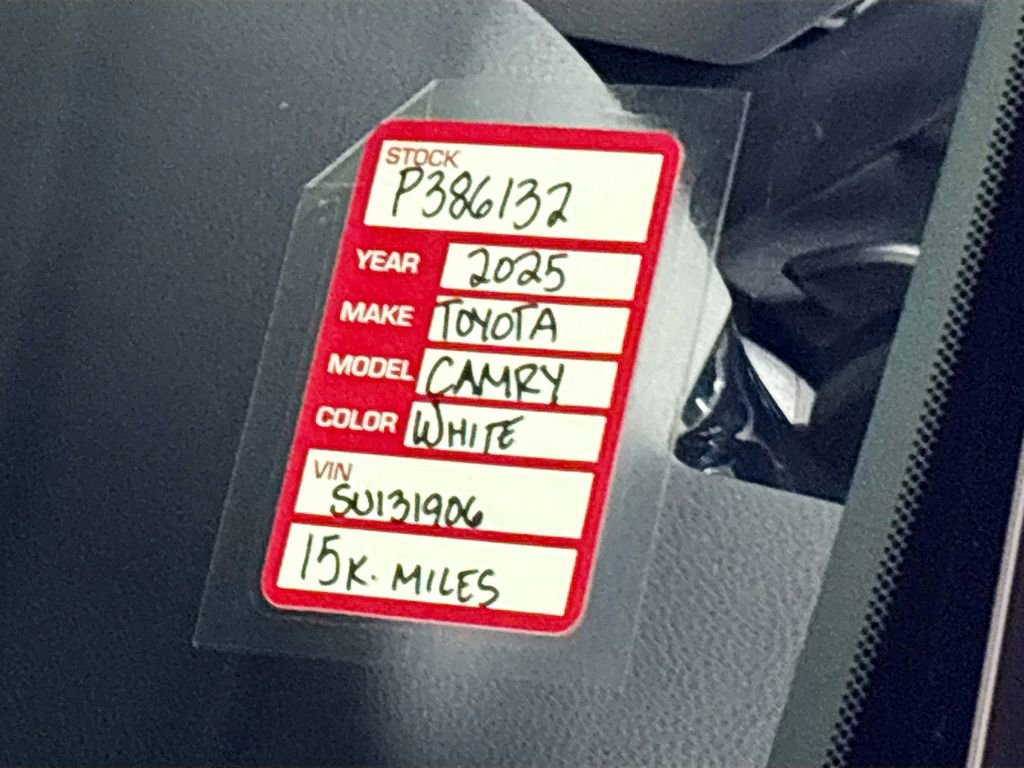 STOCK
P386132
YEAR 2025
MAKE TOYOTA
MODEL CAMRY
COLOR WHITE
VIN
SU131906
15K. MILES